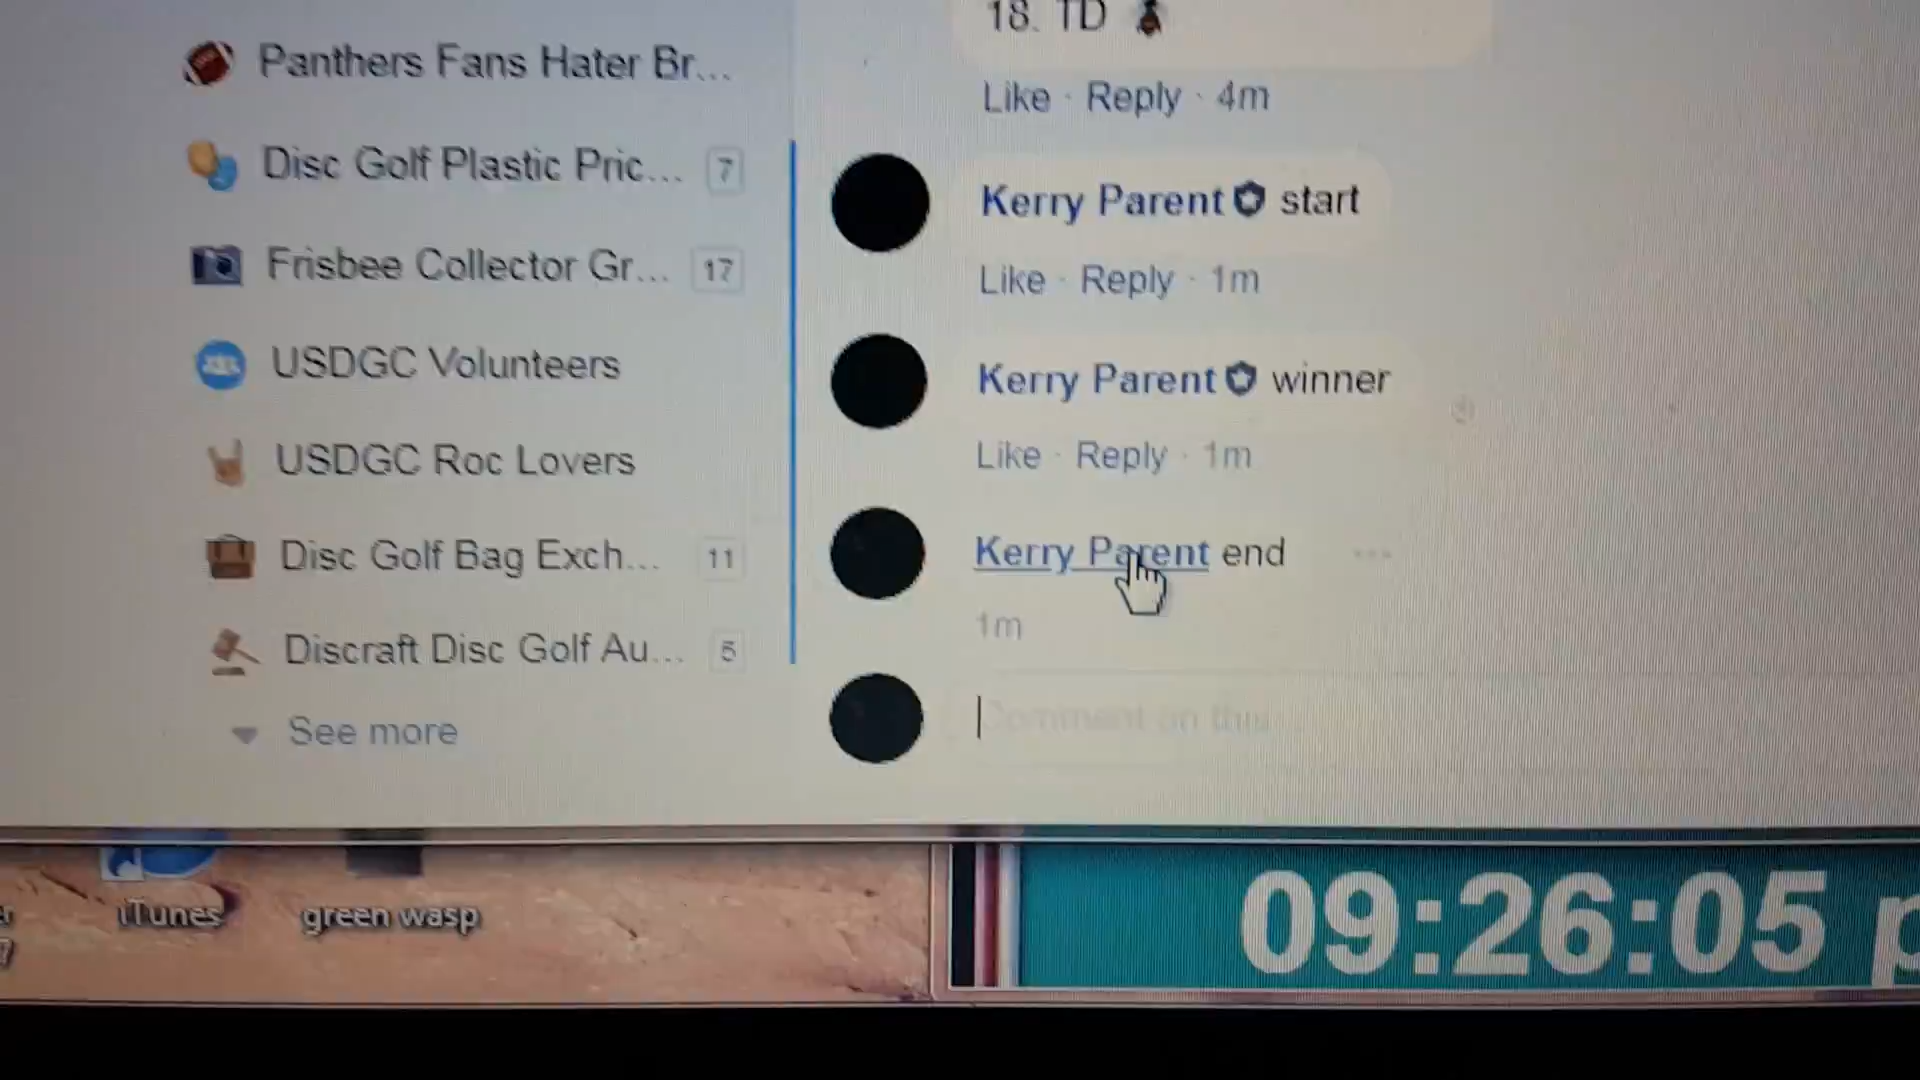 Panthers Fans Hater Br...
Disc Golf Plastic Pric... 7
Frisbee Collector Gr... 17
USDGC Volunteers
USDGC Roc Lovers
Disc Golf Bag Exch... 11
Discraft Disc Golf Au... 5
See more
18. TD
Like · Reply · 4m
Kerry Parent start
Like · Reply · 1m
Kerry Parent winner
Like · Reply · 1m
Kerry Parent end
1m
Comment on this...
iTunes
green wasp
09:26:05 p